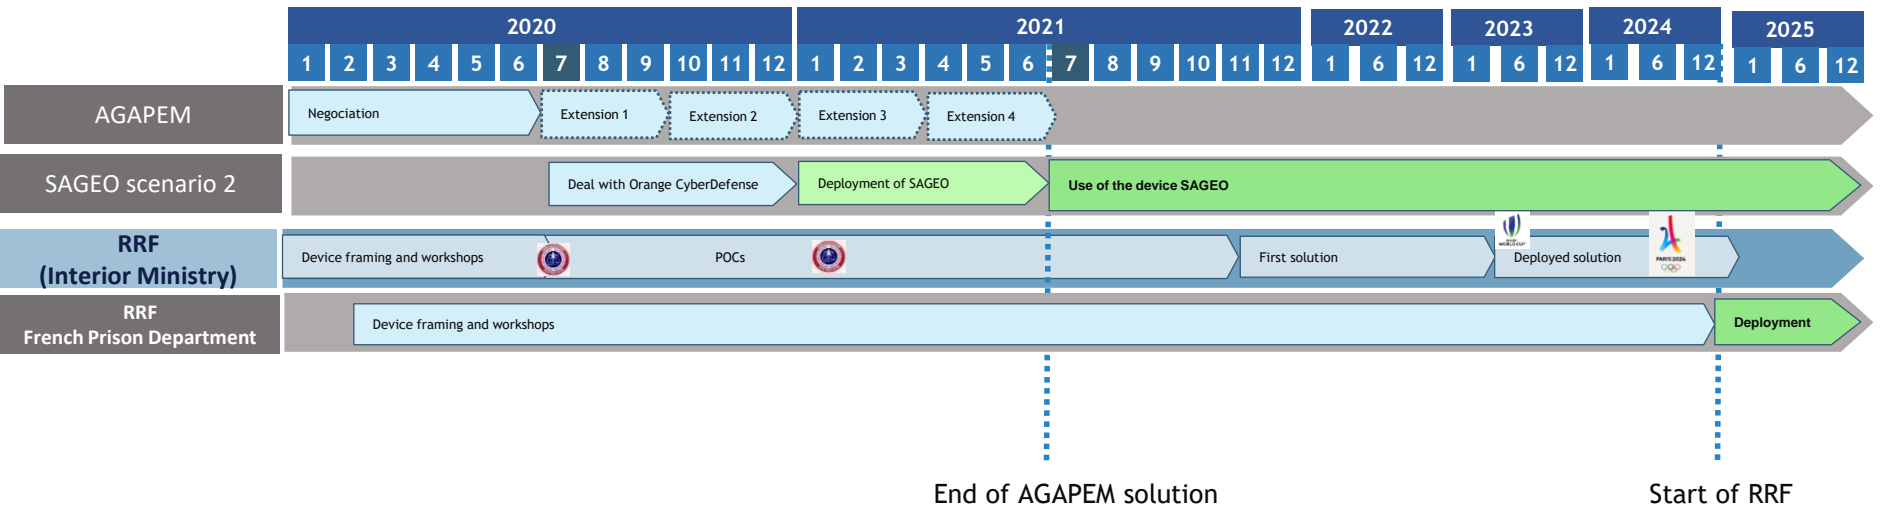 2020 2021 2022 2023 2024 2025
1 2 3 4 5 6 7 8 9 10 11 12 1 2 3 4 5 6 7 8 9 10 11 12 1 6 12 1 6 12 1 6 12 1 6 12
AGAPEM
Negociation
Extension 1
Extension 2
Extension 3
Extension 4
SAGEO scenario 2
Deal with Orange CyberDefense
Deployment of SAGEO
Use of the device SAGEO
RRF
(Interior Ministry)
Device framing and workshops
POCs
First solution
Deployed solution
WORLD CUP
PARIS 2024
RRF
French Prison Department
Device framing and workshops
Deployment
End of AGAPEM solution
Start of RRF